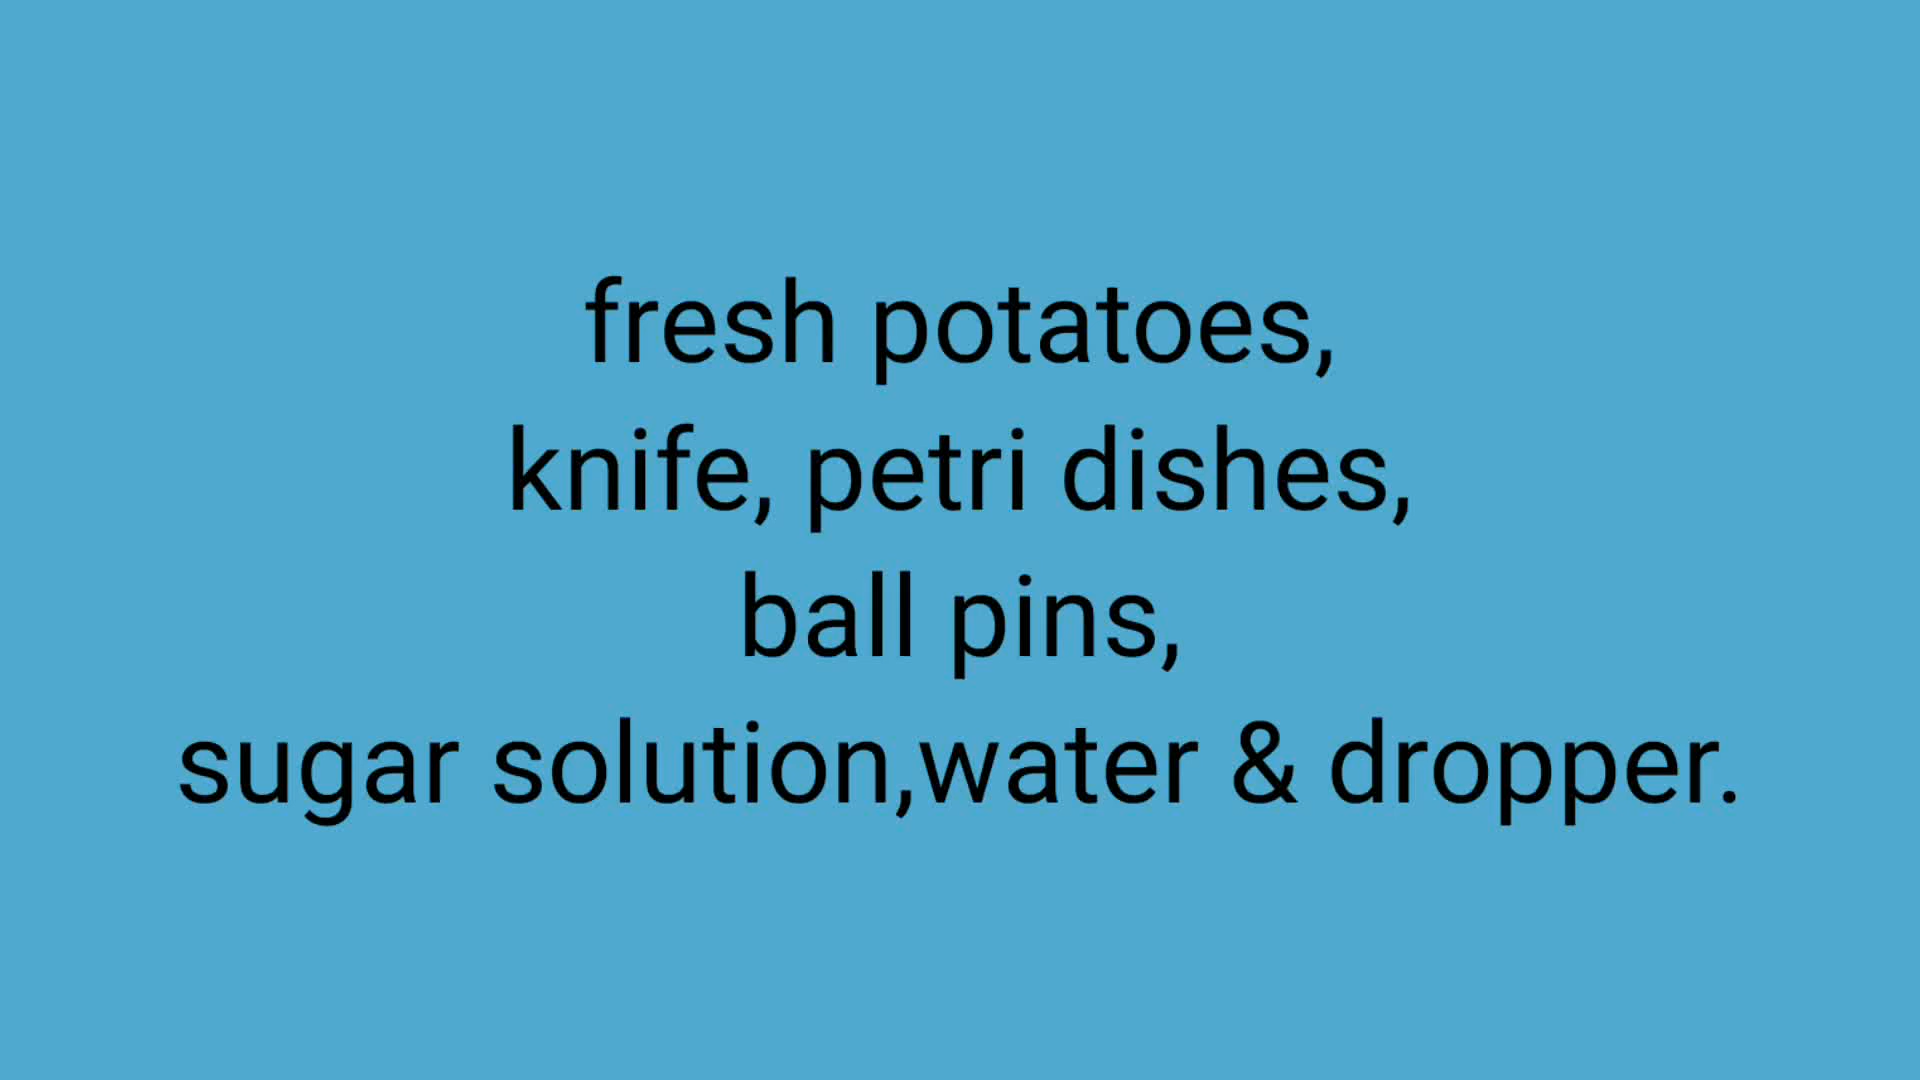 fresh potatoes,
knife, petri dishes,
ball pins,
sugar solution,water & dropper.